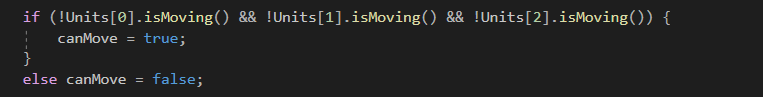 if (!Units[0].isMoving() && !Units[1].isMoving() && !Units[2].isMoving()) {
    canMove = true;
}
else canMove = false;